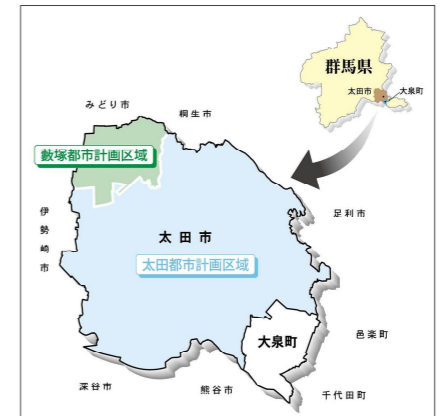 群馬県
太田市
大泉町
みどり市
桐生市
藪塚都市計画区域
伊勢崎市
足利市
太田市
太田都市計画区域
大泉町
邑楽町
深谷市
熊谷市
千代田町